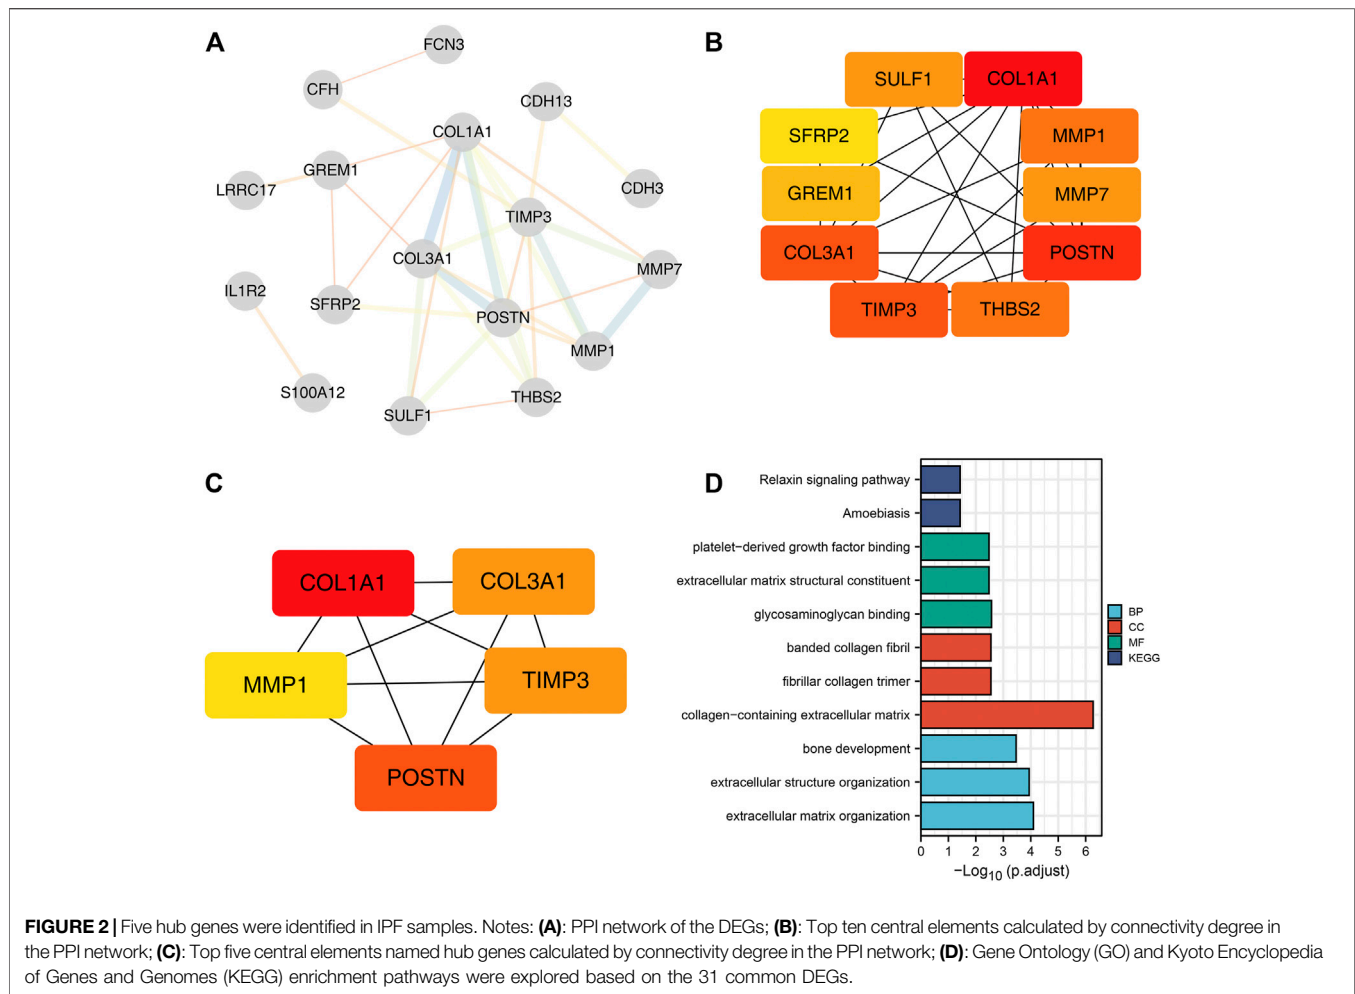 A
FCN3
CFH
CDH13
COL1A1
GREM1
LRRC17
CDH3
TIMP3
COL3A1
MMP7
IL1R2
SFRP2
POSTN
MMP1
S100A12
THBS2
SULF1
B
SULF1
COL1A1
SFRP2
MMP1
GREM1
MMP7
COL3A1
POSTN
TIMP3
THBS2
C
COL1A1
COL3A1
MMP1
TIMP3
POSTN
D
Relaxin signaling pathway
Amoebiasis
platelet−derived growth factor binding
extracellular matrix structural constituent
glycosaminoglycan binding
banded collagen fibril
fibrillar collagen trimer
collagen−containing extracellular matrix
bone development
extracellular structure organization
extracellular matrix organization
0 1 2 3 4 5 6
−Log10 (p.adjust)
BP
CC
MF
KEGG
FIGURE 2 | Five hub genes were identified in IPF samples. Notes: (A): PPI network of the DEGs; (B): Top ten central elements calculated by connectivity degree in
the PPI network; (C): Top five central elements named hub genes calculated by connectivity degree in the PPI network; (D): Gene Ontology (GO) and Kyoto Encyclopedia
of Genes and Genomes (KEGG) enrichment pathways were explored based on the 31 common DEGs.